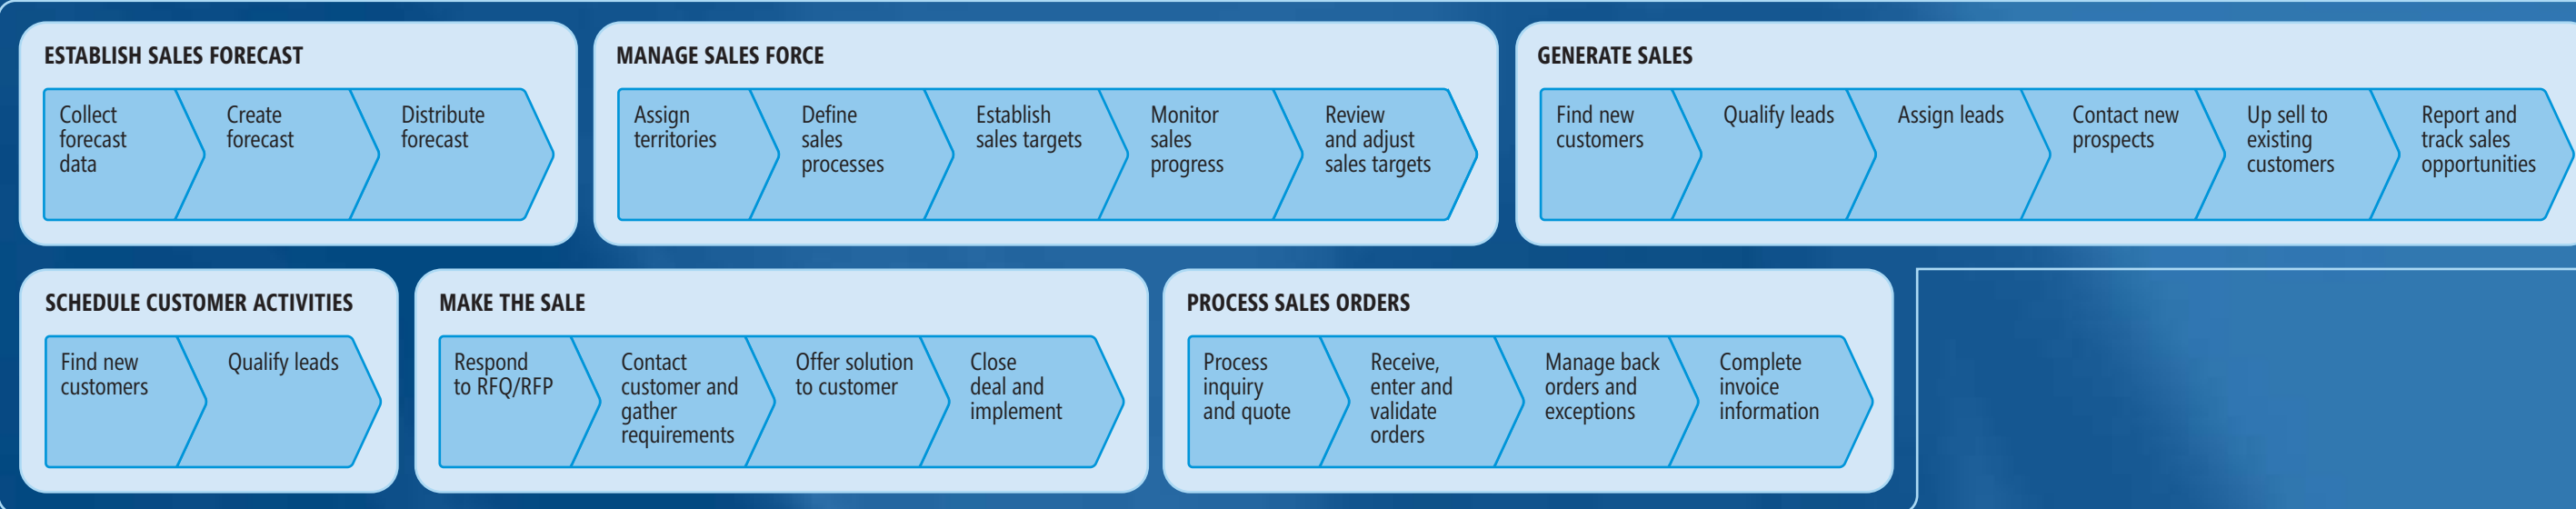 ESTABLISH SALES FORECAST
Collect
forecast
data
Create
forecast
Distribute
forecast
MANAGE SALES FORCE
Assign
territories
Define
sales
processes
Establish
sales targets
Monitor
sales
progress
Review
and adjust
sales targets
GENERATE SALES
Find new
customers
Qualify leads
Assign leads
Contact new
prospects
Up sell to
existing
customers
Report and
track sales
opportunities
SCHEDULE CUSTOMER ACTIVITIES
Find new
customers
Qualify leads
MAKE THE SALE
Respond
to RFQ/RFP
Contact
customer and
gather
requirements
Offer solution
to customer
Close
deal and
implement
PROCESS SALES ORDERS
Process
inquiry
and quote
Receive,
enter and
validate
orders
Manage back
orders and
exceptions
Complete
invoice
information